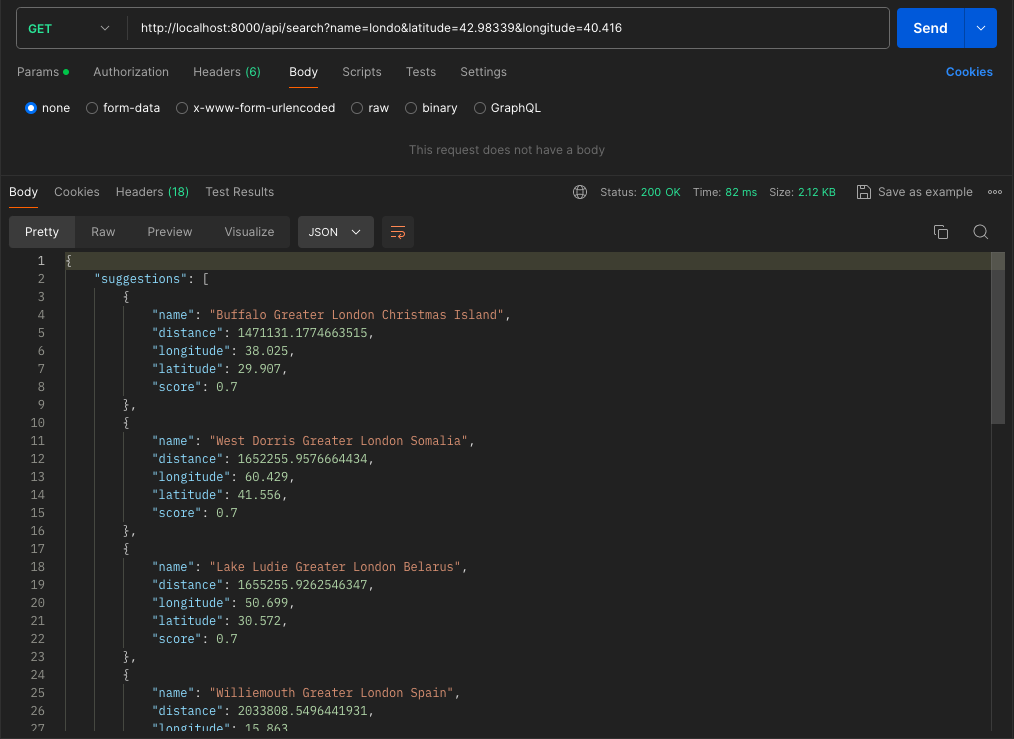 GET http://localhost:8000/api/search?name=londo&latitude=42.98339&longitude=40.416 Send
Params Authorization Headers (6) Body Scripts Tests Settings Cookies
none form-data x-www-form-urlencoded raw binary GraphQL
This request does not have a body
Body Cookies Headers (18) Test Results Status: 200 OK Time: 82 ms Size: 2.12 KB Save as example
Pretty Raw Preview Visualize JSON
1 {
2 "suggestions": [
3 {
4 "name": "Buffalo Greater London Christmas Island",
5 "distance": 1471131.1774663515,
6 "longitude": 38.025,
7 "latitude": 29.907,
8 "score": 0.7
9 },
10 {
11 "name": "West Dorris Greater London Somalia",
12 "distance": 1652255.9576664434,
13 "longitude": 60.429,
14 "latitude": 41.556,
15 "score": 0.7
16 },
17 {
18 "name": "Lake Ludie Greater London Belarus",
19 "distance": 1655255.9262546347,
20 "longitude": 50.699,
21 "latitude": 30.572,
22 "score": 0.7
23 },
24 {
25 "name": "Williemouth Greater London Spain",
26 "distance": 2033808.5496441931,
27 "longitude": 15.863